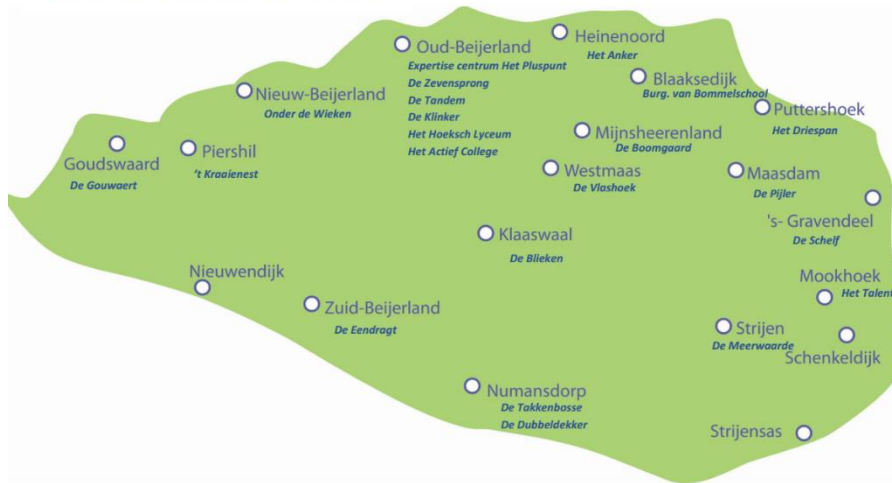 Oud-Beijerland
Expertise centrum Het Pluspunt
De Zevensprong
De Tandem
De Klinker
Het Hoeksch Lyceum
Het Actief College
Heinenoord
Het Anker
Blaaksedijk
Burg. van Bommelschool
Nieuw-Beijerland
Onder de Wieken
Puttershoek
Het Driespan
Mijnsheerenland
De Boomgaard
Goudswaard
De Gouwaert
Piershil
't Kraaienest
Westmaas
De Vlashoek
Maasdam
De Pijler
's- Gravendeel
De Schelf
Klaaswaal
De Blieken
Nieuwendijk
Mookhoek
Het Talent
Zuid-Beijerland
De Eendragt
Strijen
De Meerwaarde
Schenkeldijk
Numansdorp
De Takkenbosse
De Dubbeldekker
Strijensas